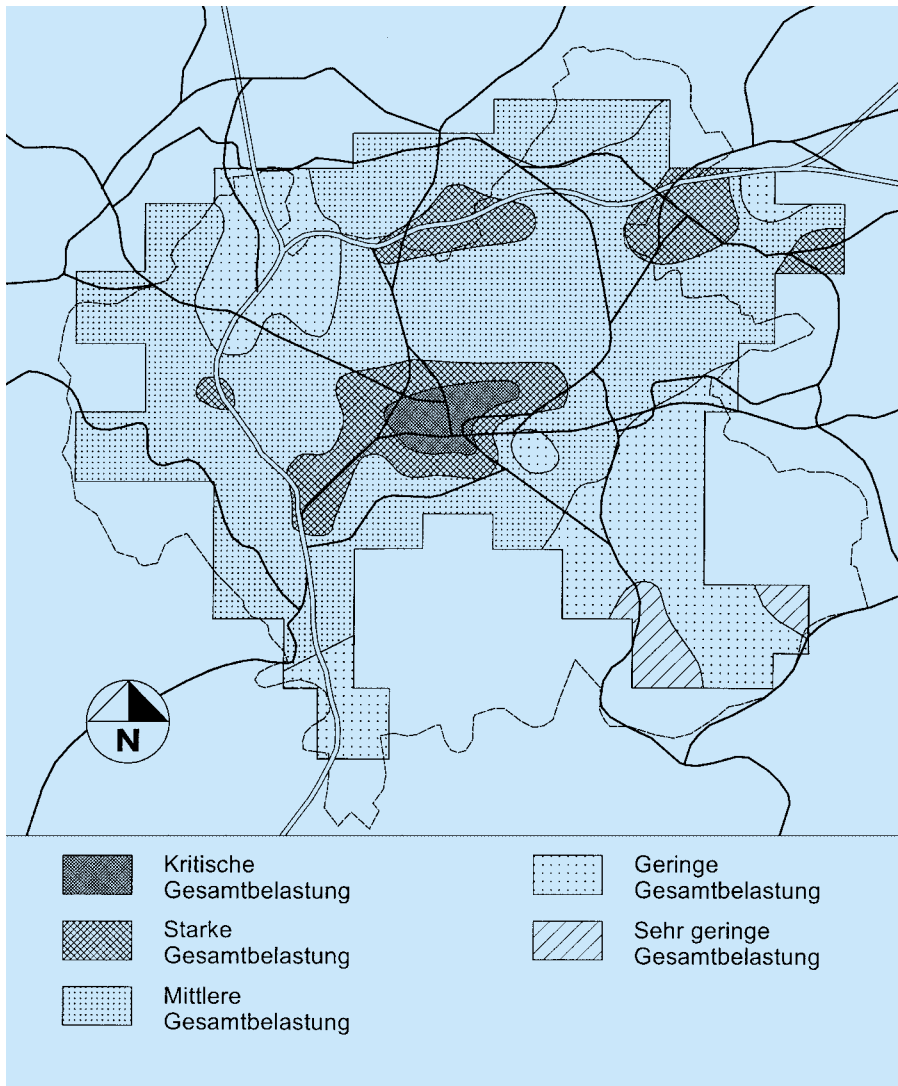 N
Kritische
Gesamtbelastung
Starke
Gesamtbelastung
Mittlere
Gesamtbelastung
Geringe
Gesamtbelastung
Sehr geringe
Gesamtbelastung